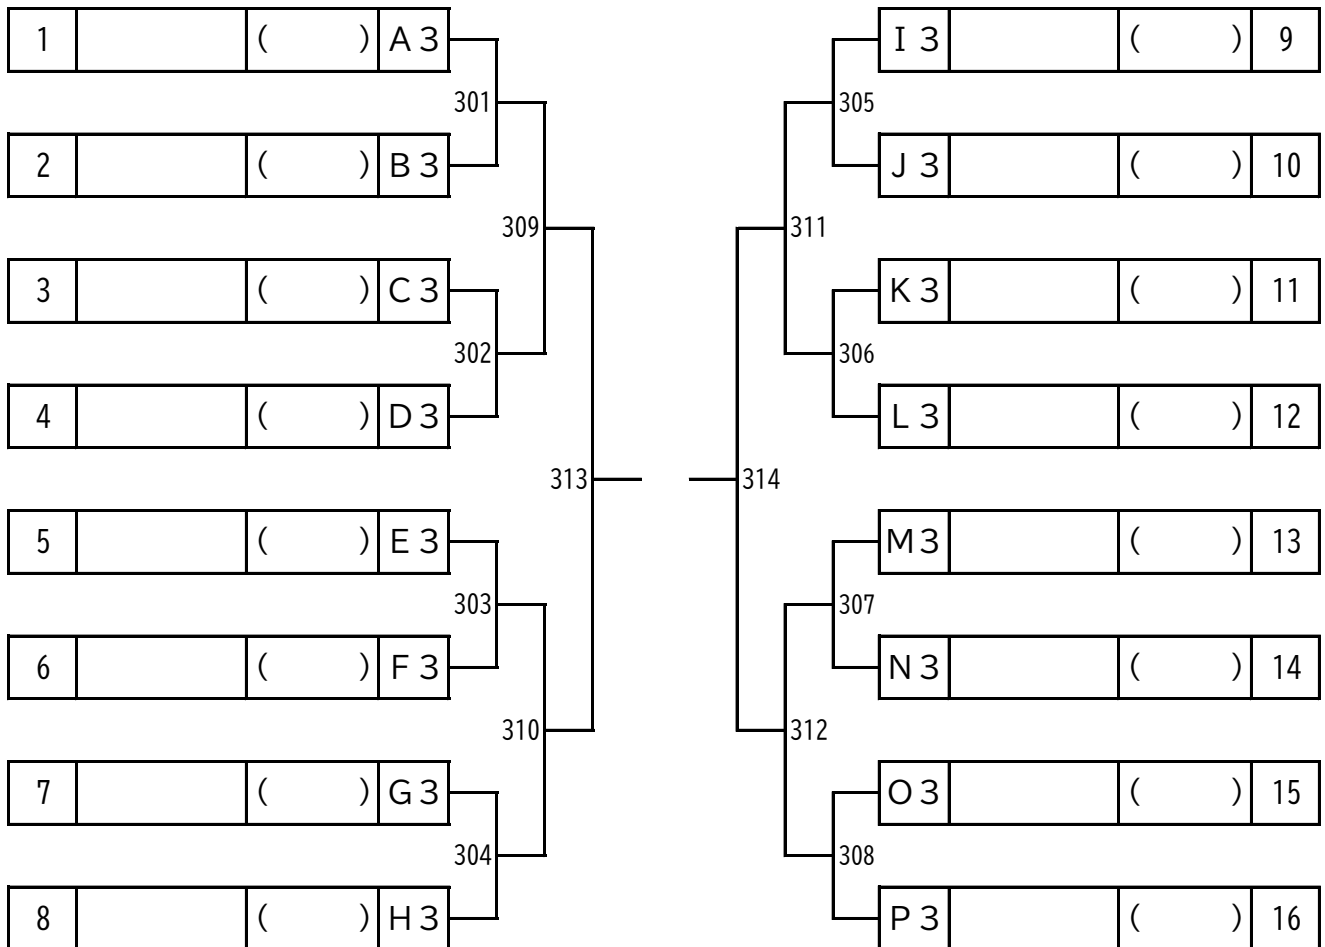 1 ( ) A3 I3 ( ) 9
301 305
2 ( ) B3 J3 ( ) 10
309 311
3 ( ) C3 K3 ( ) 11
302 306
4 ( ) D3 L3 ( ) 12
313 314
5 ( ) E3 M3 ( ) 13
303 307
6 ( ) F3 N3 ( ) 14
310 312
7 ( ) G3 O3 ( ) 15
304 308
8 ( ) H3 P3 ( ) 16